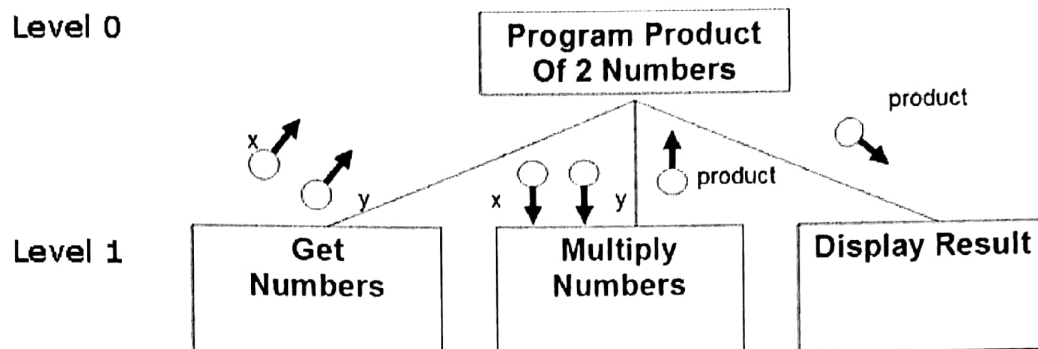 Level 0
Program Product
Of 2 Numbers
product
x
y
x
y
product
Level 1
Get
Numbers
Multiply
Numbers
Display Result